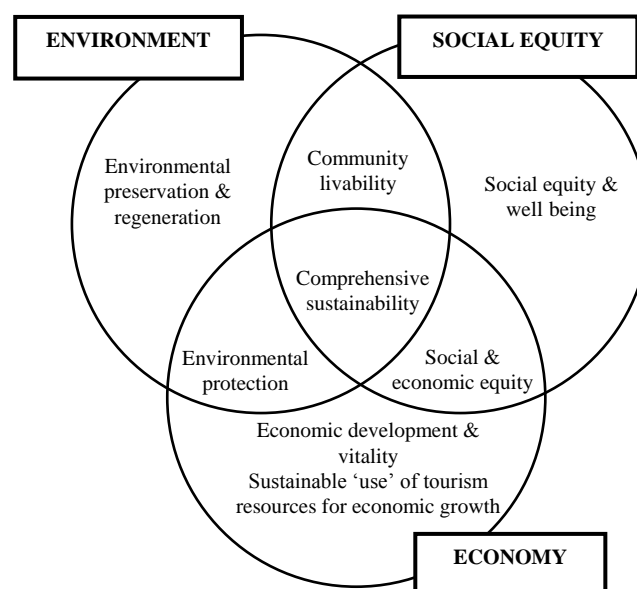 ENVIRONMENT
SOCIAL EQUITY
Environmental
preservation &
regeneration
Community
livability
Social equity &
well being
Comprehensive
sustainability
Environmental
protection
Social &
economic equity
Economic development &
vitality
Sustainable ‘use’ of tourism
resources for economic growth
ECONOMY